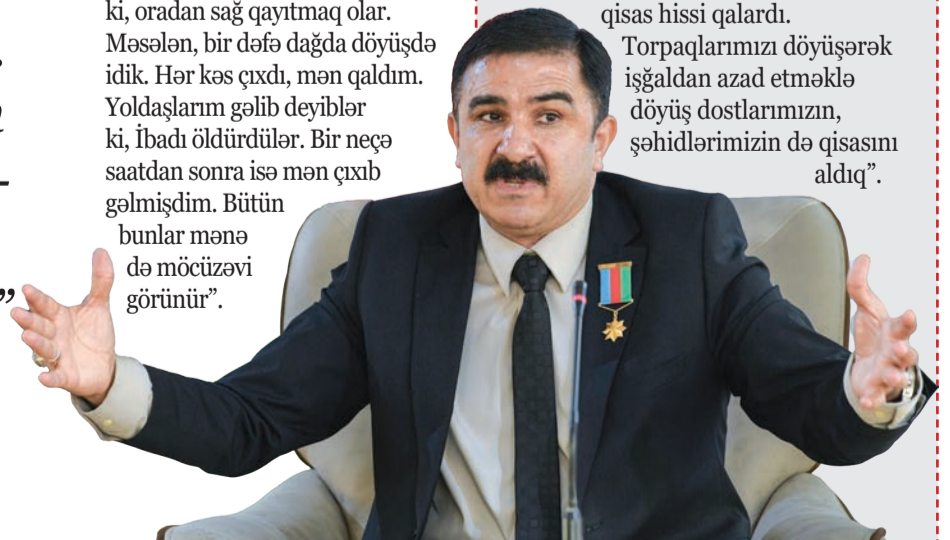 ki, oradan sağ qayıtmaq olar.
Məsələn, bir dəfə dağda döyüşdə
idik. Hər kəs çıxdı, mən qaldım.
Yoldaşlarım gəlib deyiblər
ki, İbadı öldürdülər. Bir neçə
saatdan sonra isə mən çıxıb
gəlmişdim. Bütün
bunlar mənə
də möcüzəvi
görünür”.
qisas hissi qalardı.
Torpaqlarımızı döyüşərək
işğaldan azad etməklə
döyüş dostlarımızın,
şəhidlərimizin də qisasını
aldıq”.